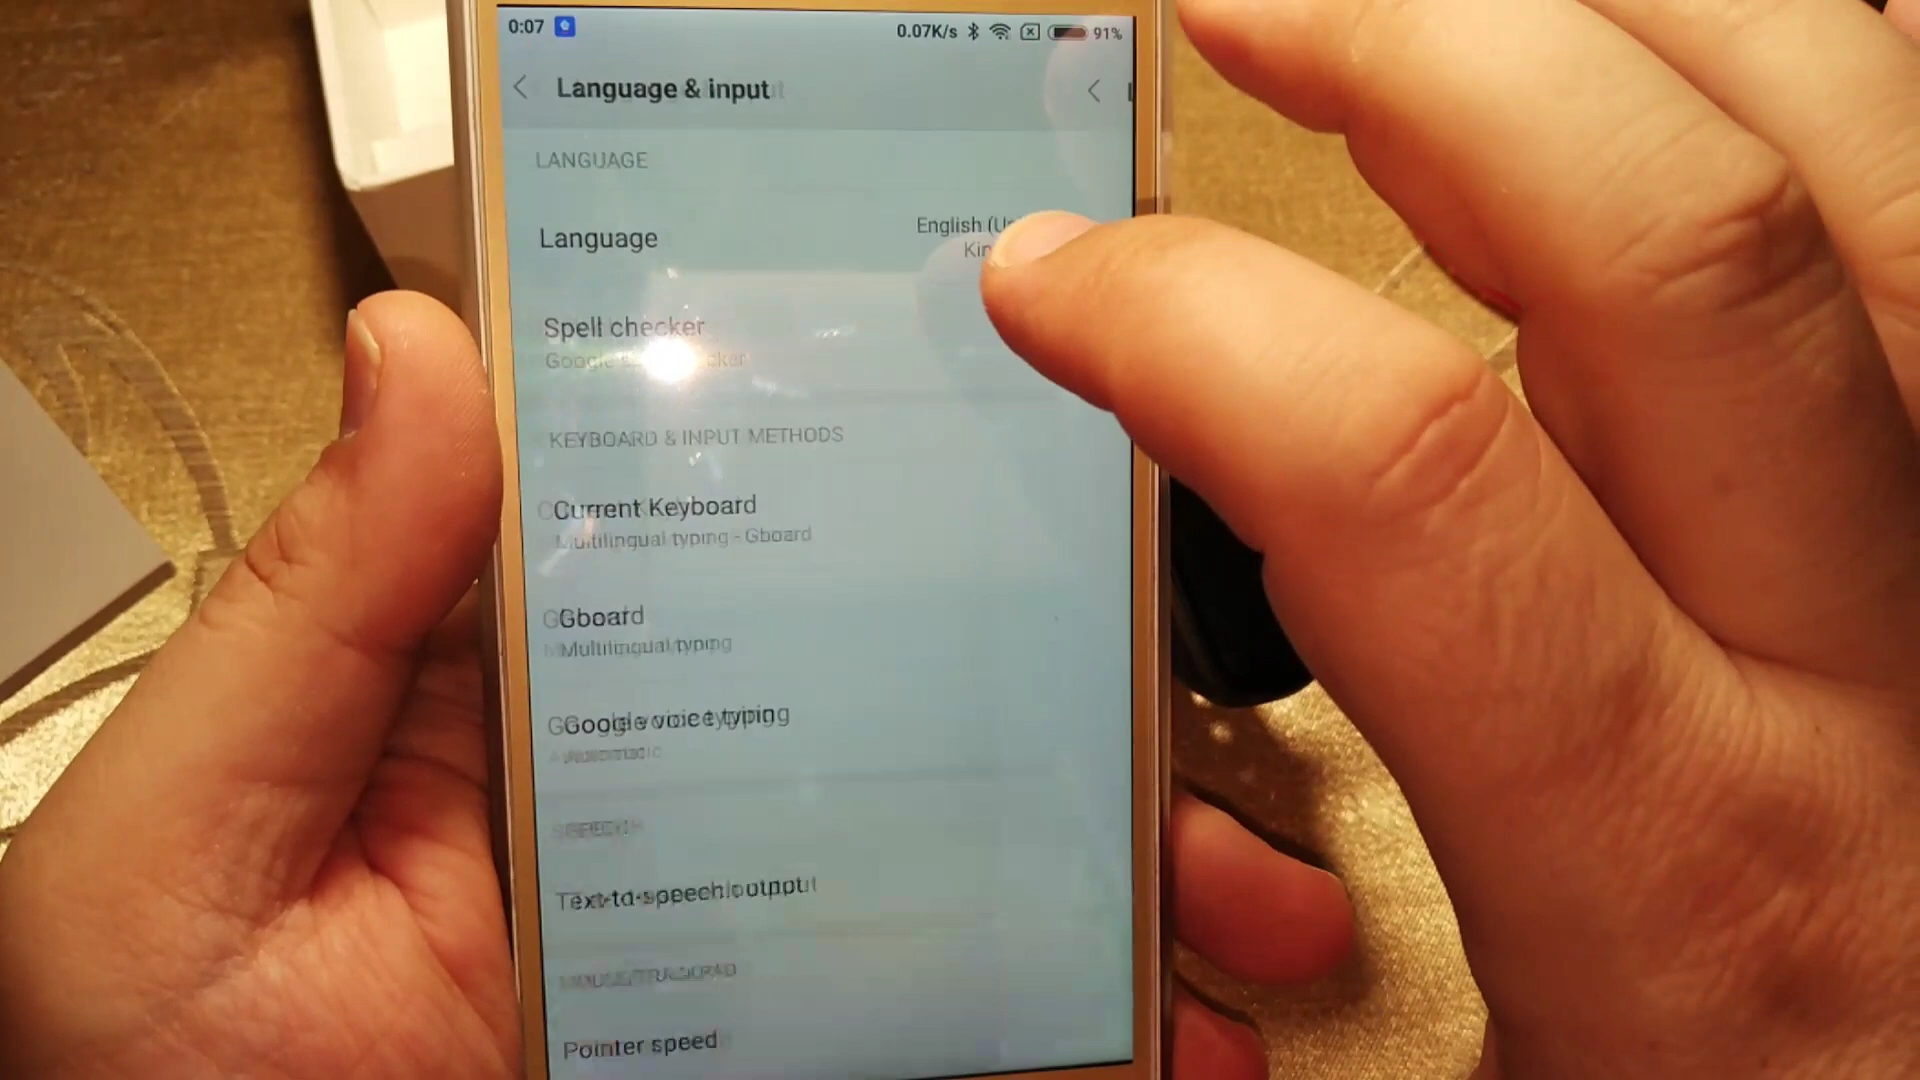 0:07 0.07K/s 91%
Language & input
LANGUAGE
Language
English
Spell checker
Google
KEYBOARD & INPUT METHODS
Current Keyboard
Multilingual typing - Gboard
Gboard
Multilingual typing
Google voice typing
Text-to-speech output
Pointer speed